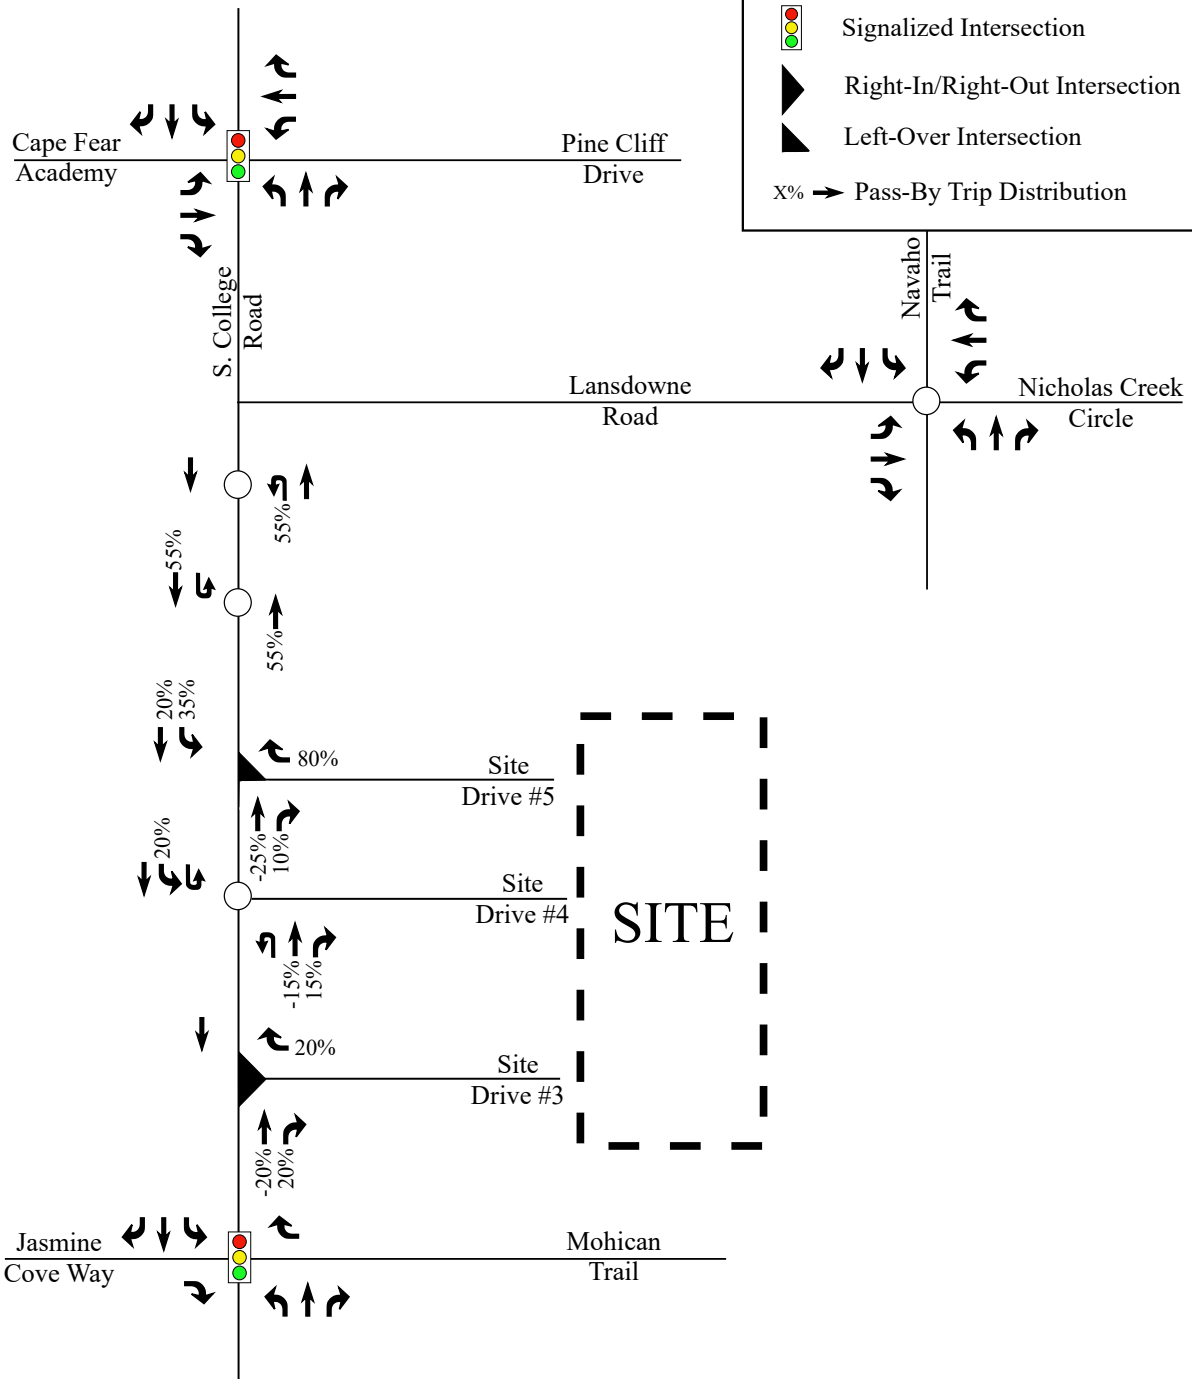 Signalized Intersection
Right-In/Right-Out Intersection
Left-Over Intersection
X% Pass-By Trip Distribution
Cape Fear
Academy
Pine Cliff
Drive
S. College
Road
Navaho
Trail
Lansdowne
Road
Nicholas Creek
Circle
55%
55%
55%
20%
35%
80%
Site
Drive #5
-25%
10%
20%
Site
Drive #4
SITE
-15%
15%
20%
Site
Drive #3
-20%
20%
Jasmine
Cove Way
Mohican
Trail